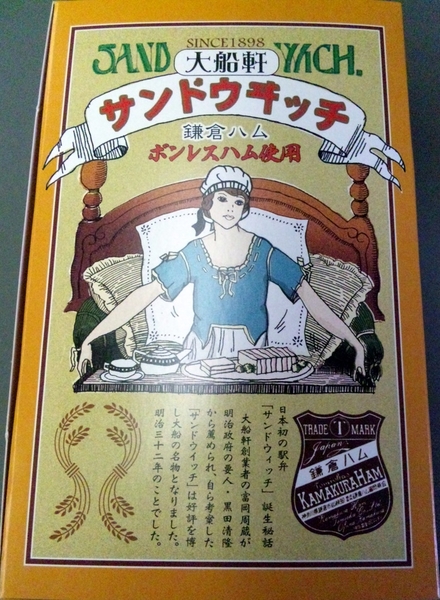 SINCE1898
SAND 大船軒 WYCH.
サンドウヰッチ
鎌倉ハム
ボンレスハム使用
日本初の駅弁
「サンドウィッチ」誕生秘話
大船軒創業者の富岡周蔵が
明治政府の要人・黒田清隆
から薦められ、自ら考案した
「サンドウイッチ」は好評を博
し大船の名物となりました。
明治三十二年のことでした。
TRADE 1 MARK
Japan
鎌倉ハム
KAMAKURA HAM